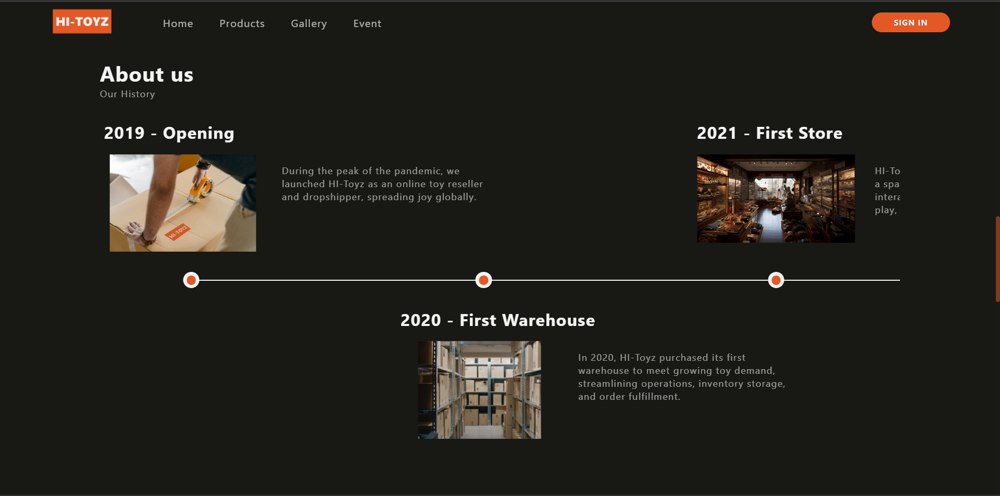 HI-TOYZ
Home
Products
Gallery
Event
SIGN IN
About us
Our History
2019 - Opening
HI-TOYZ
During the peak of the pandemic, we
launched HI-Toyz as an online toy reseller
and dropshipper, spreading joy globally.
2021 - First Store
HI-To
a spa
inter
play,
2020 - First Warehouse
In 2020, HI-Toyz purchased its first
warehouse to meet growing toy demand,
streamlining operations, inventory storage,
and order fulfillment.